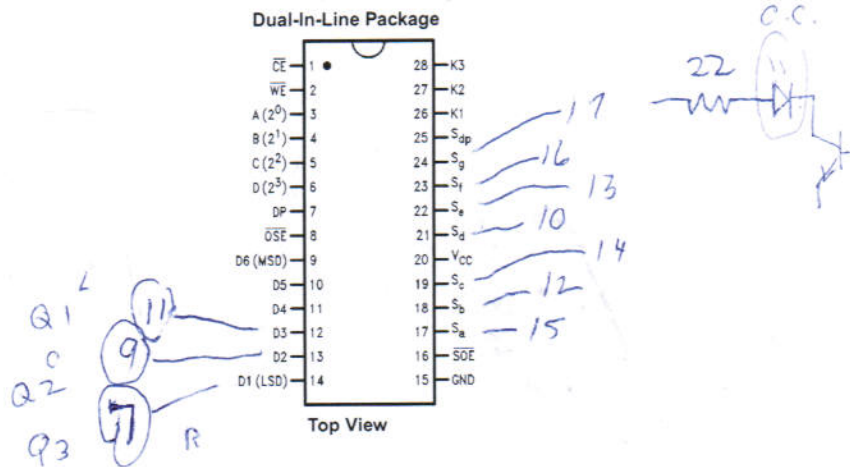 Dual-In-Line Package
C.C.
22
CE 1 28 K3
WE 2 27 K2
A (2⁰) 3 26 K1
B (2¹) 4 25 Sdp
C (2²) 5 24 Sg 17
D (2³) 6 23 Sf 16
DP 7 22 Se 13
OSE 8 21 Sd 10
D6 (MSD) 9 20 VCC
D5 10 19 Sc 14
D4 11 18 Sb 12
Q1 L 11 D3 12 17 Sa 15
Q2 C 9 D2 13 16 SOE
Q3 7 R D1 (LSD) 14 15 GND
Top View